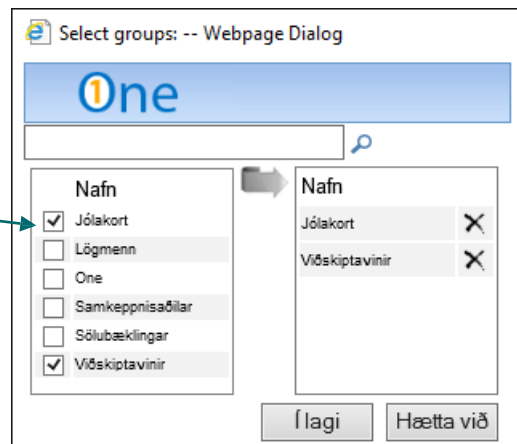 Select groups: -- Webpage Dialog
One
Nafn
Jólakort
Lögmenn
One
Samkeppnisaðilar
Sölubæklingar
Viðskiptavinir
Nafn
Jólakort
Viðskiptavinir
Í lagi
Hætta við